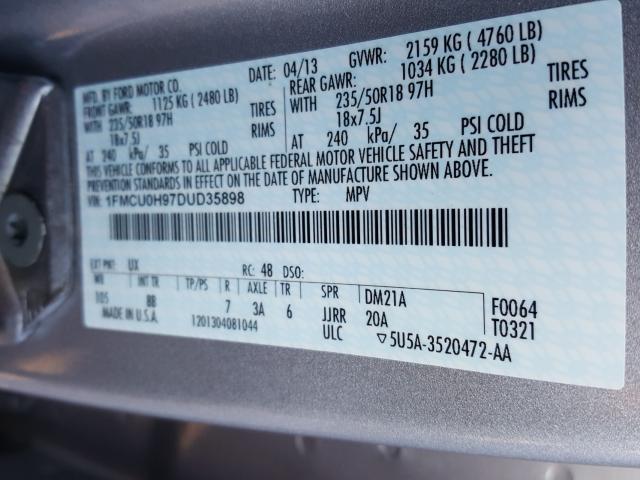 MFD. BY FORD MOTOR CO.
DATE: 04/13 GVWR: 2159 KG ( 4760 LB)
FRONT GAWR: 1125 KG ( 2480 LB) REAR GAWR: 1034 KG ( 2280 LB)
WITH 235/50R18 97H TIRES WITH 235/50R18 97H TIRES
18x7.5J RIMS 18x7.5J RIMS
AT 240 kPa/ 35 PSI COLD AT 240 kPa/ 35 PSI COLD
THIS VEHICLE CONFORMS TO ALL APPLICABLE FEDERAL MOTOR VEHICLE SAFETY AND THEFT
PREVENTION STANDARDS IN EFFECT ON THE DATE OF MANUFACTURE SHOWN ABOVE.
VIN: 1FMCU0H97DUD35898 TYPE: MPV
EXT PNT: UX RC: 48 DSO:
WB INT TR TP/PS R AXLE TR SPR DM21A F0064
105 8B 7 3A 6 JJRR 20A T0321
MADE IN U.S.A. 1201304081044 ULC ▽5U5A-3520472-AA